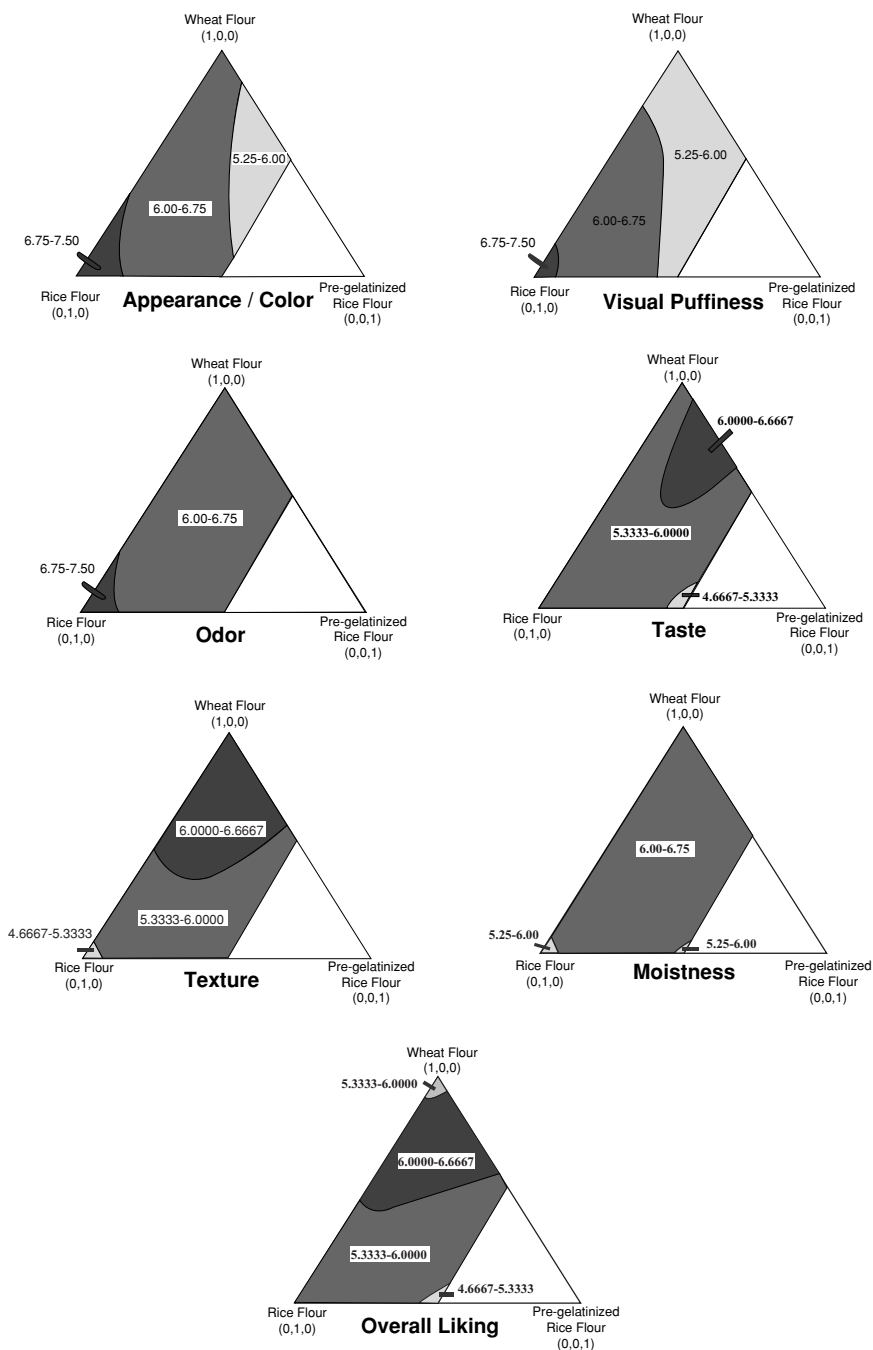 Wheat Flour
(1,0,0)
5.25-6.00
6.00-6.75
6.75-7.50
Rice Flour
(0,1,0)
Pre-gelatinized
Rice Flour
(0,0,1)
Appearance / Color
Wheat Flour
(1,0,0)
5.25-6.00
6.00-6.75
6.75-7.50
Rice Flour
(0,1,0)
Pre-gelatinized
Rice Flour
(0,0,1)
Visual Puffiness
Wheat Flour
(1,0,0)
6.00-6.75
6.75-7.50
Rice Flour
(0,1,0)
Pre-gelatinized
Rice Flour
(0,0,1)
Odor
Wheat Flour
(1,0,0)
6.0000-6.6667
5.3333-6.0000
4.6667-5.3333
Rice Flour
(0,1,0)
Pre-gelatinized
Rice Flour
(0,0,1)
Taste
Wheat Flour
(1,0,0)
6.0000-6.6667
5.3333-6.0000
4.6667-5.3333
Rice Flour
(0,1,0)
Pre-gelatinized
Rice Flour
(0,0,1)
Texture
Wheat Flour
(1,0,0)
6.00-6.75
5.25-6.00
5.25-6.00
Rice Flour
(0,1,0)
Pre-gelatinized
Rice Flour
(0,0,1)
Moistness
Wheat Flour
(1,0,0)
5.3333-6.0000
6.0000-6.6667
5.3333-6.0000
4.6667-5.3333
Rice Flour
(0,1,0)
Pre-gelatinized
Rice Flour
(0,0,1)
Overall Liking